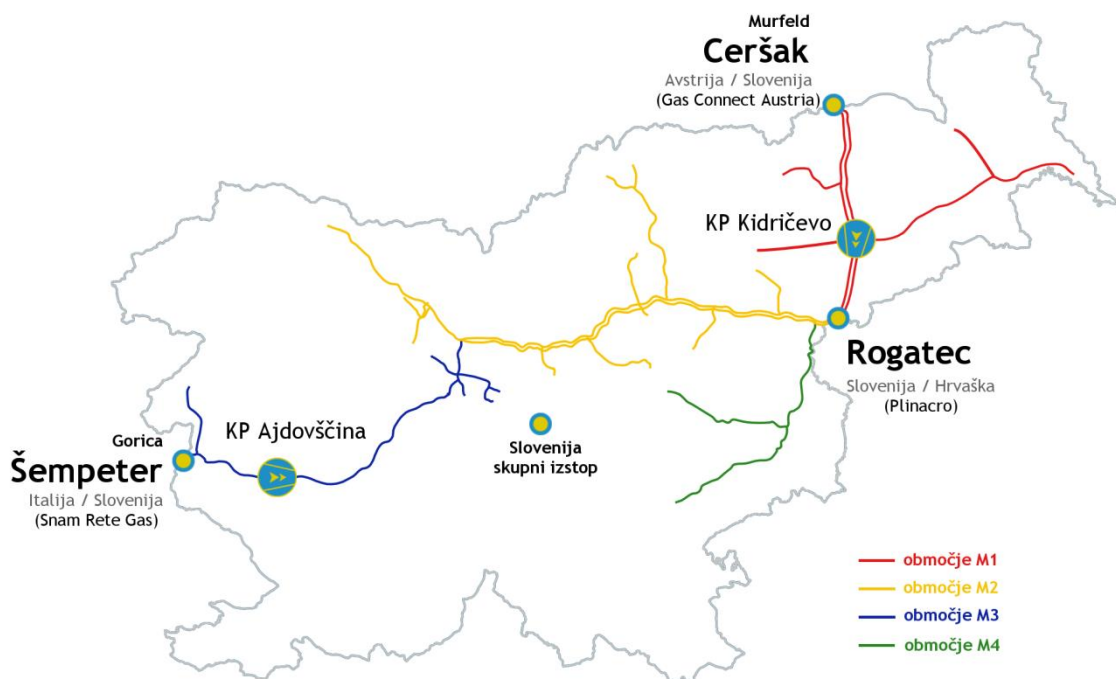 Murfeld
Ceršak
Avstrija / Slovenija
(Gas Connect Austria)
KP Kidričevo
Rogatec
Slovenija / Hrvaška
(Plinacro)
KP Ajdovščina
Gorica
Šempeter
Italija / Slovenija
(Snam Rete Gas)
Slovenija
skupni izstop
območje M1
območje M2
območje M3
območje M4